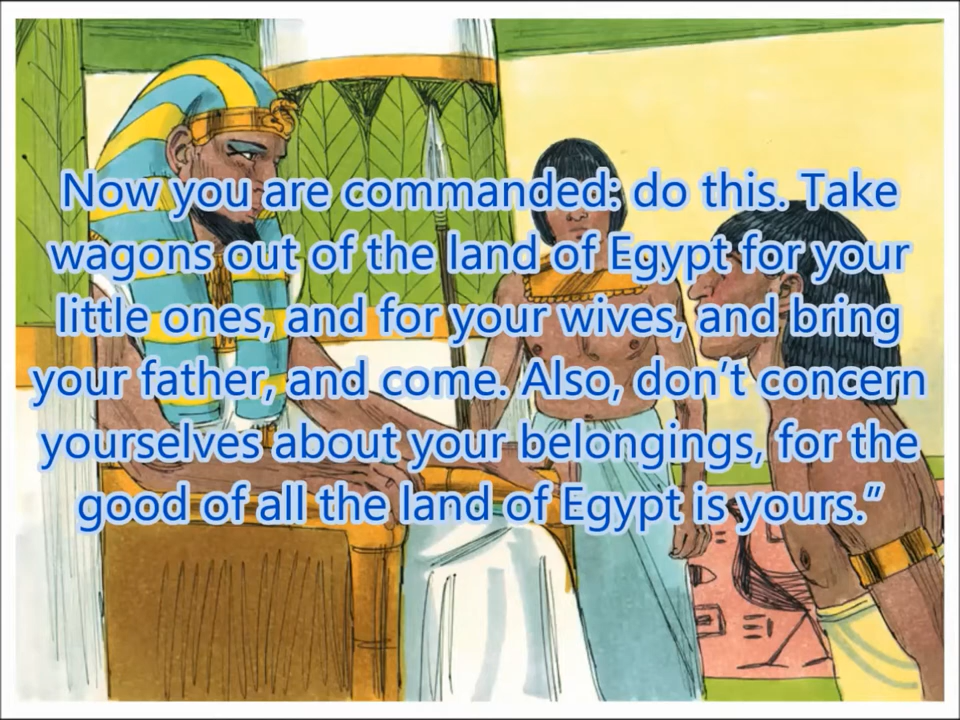 Now you are commanded: do this. Take
wagons out of the land of Egypt for your
little ones, and for your wives, and bring
your father, and come. Also, don’t concern
yourselves about your belongings, for the
good of all the land of Egypt is yours.”